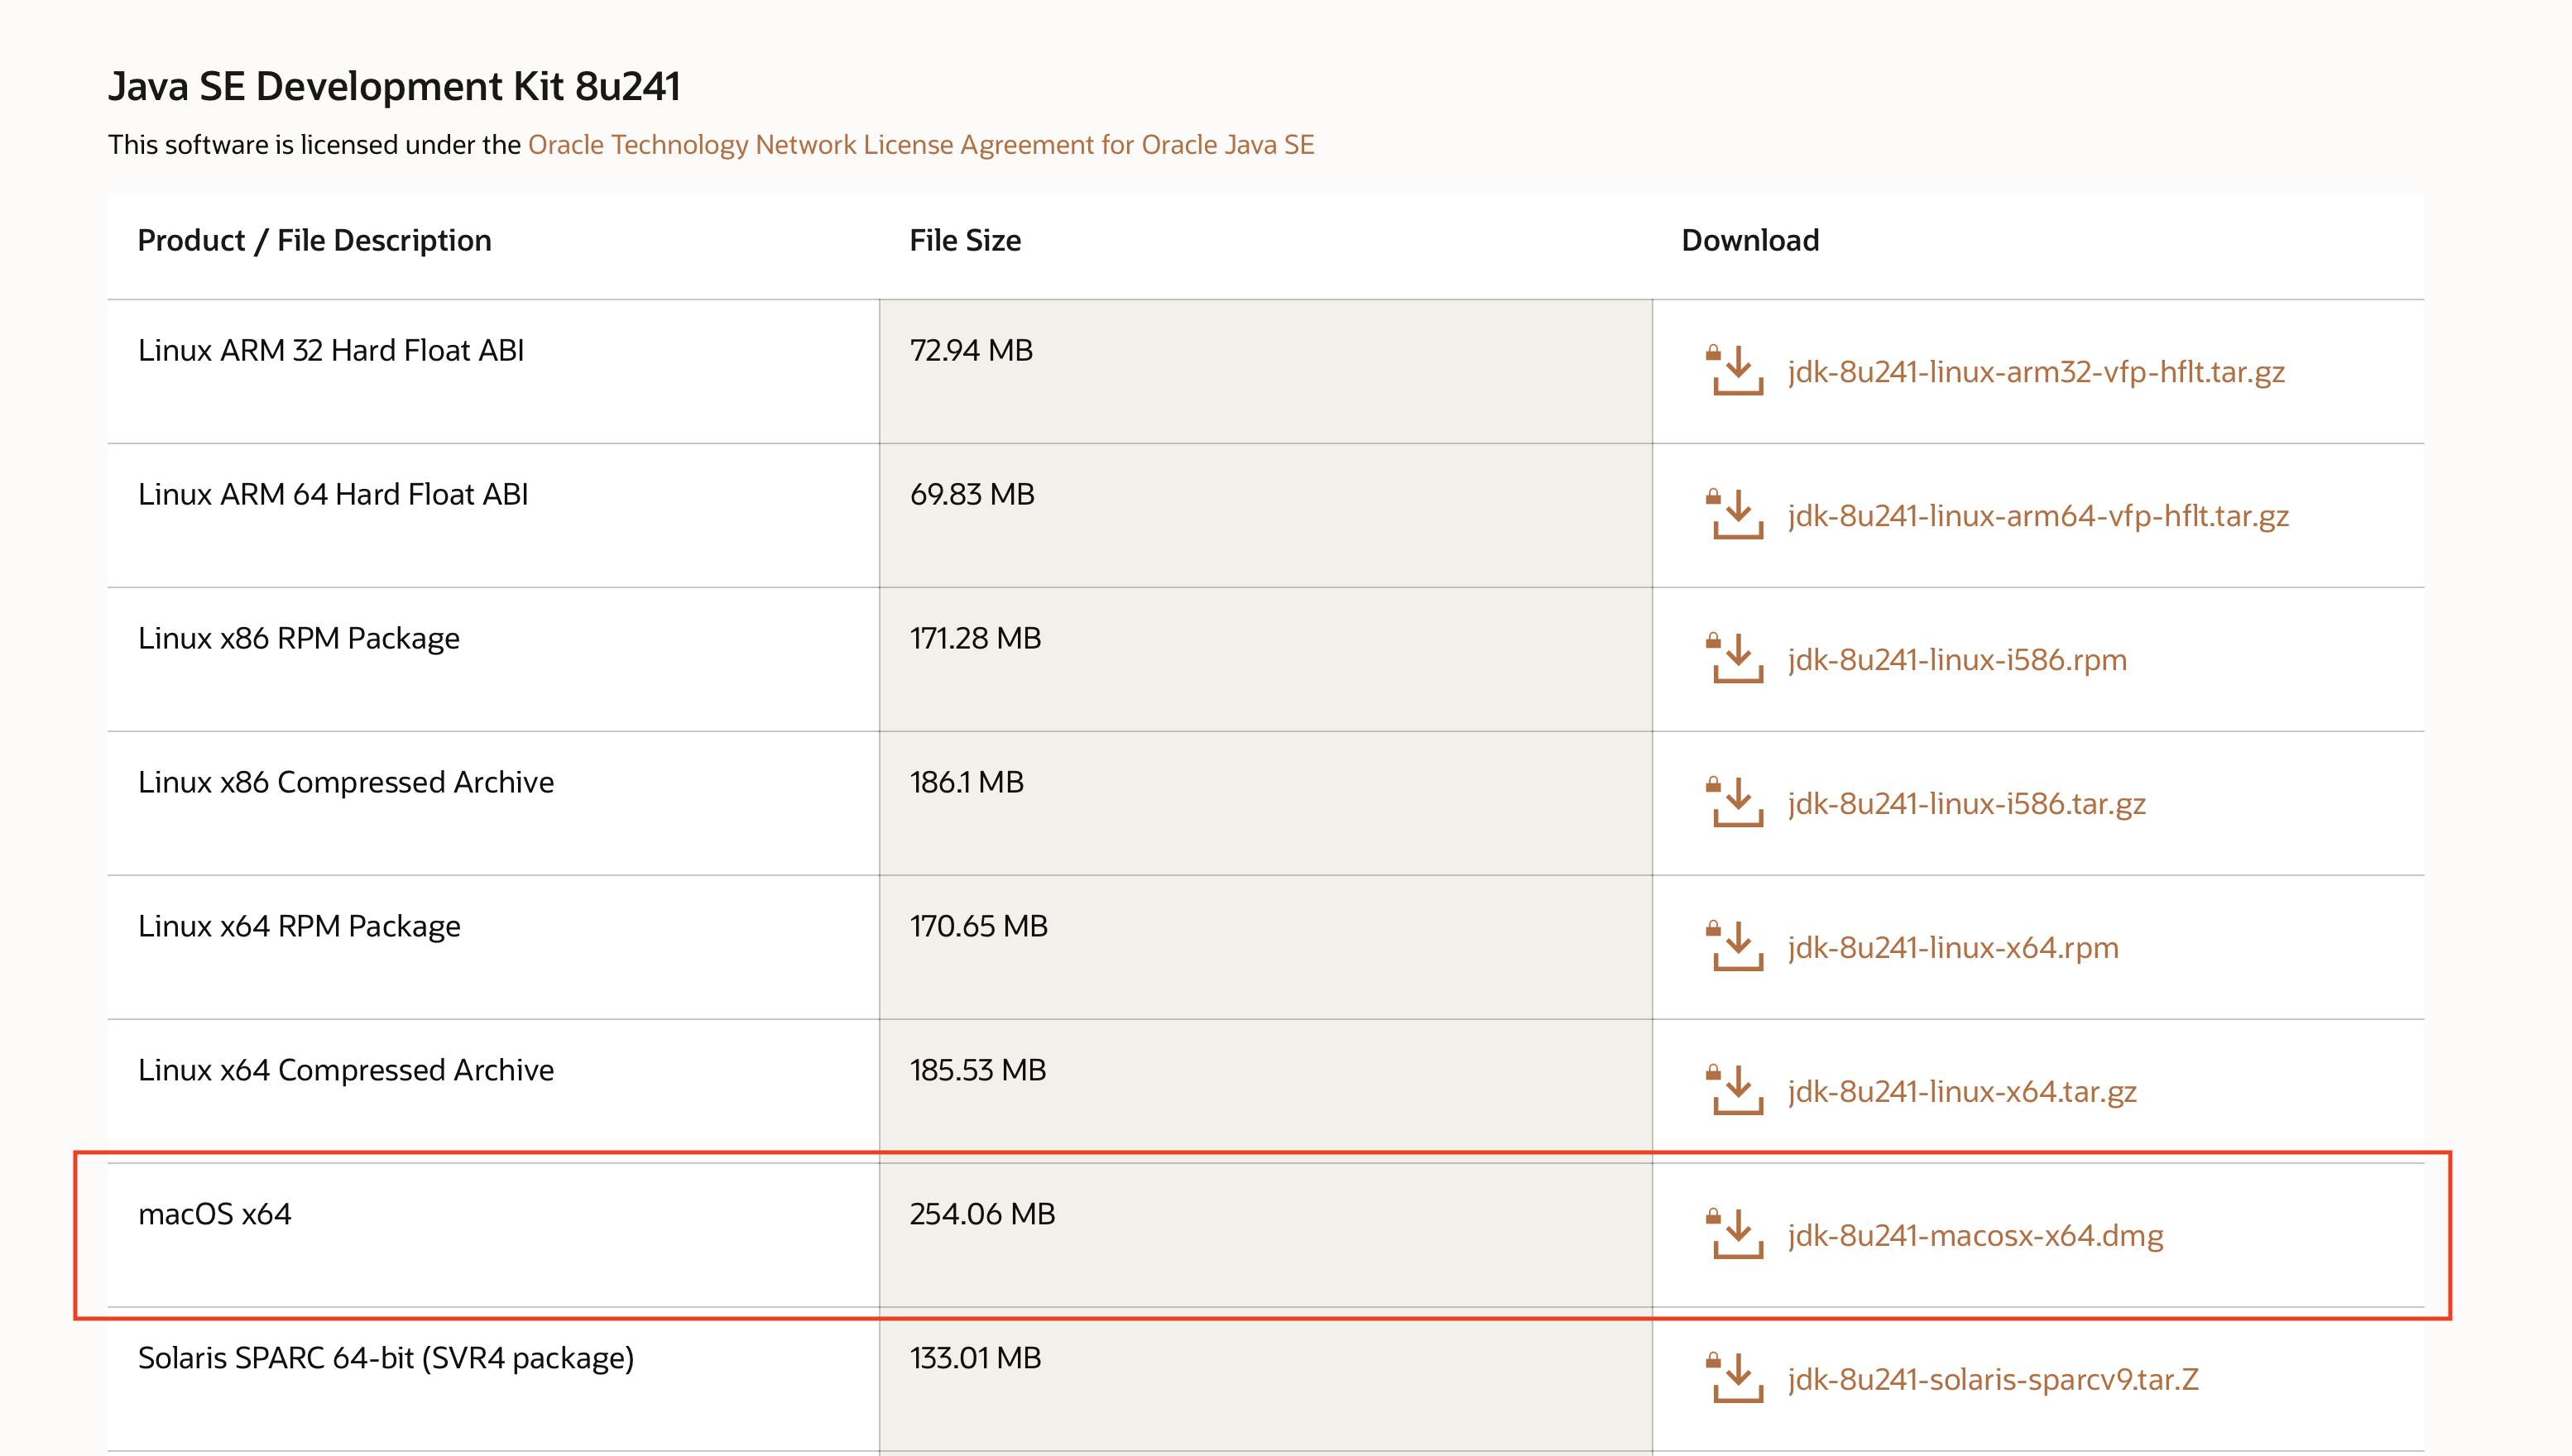 Java SE Development Kit 8u241
This software is licensed under the Oracle Technology Network License Agreement for Oracle Java SE
Product / File Description File Size Download
Linux ARM 32 Hard Float ABI 72.94 MB jdk-8u241-linux-arm32-vfp-hflt.tar.gz
Linux ARM 64 Hard Float ABI 69.83 MB jdk-8u241-linux-arm64-vfp-hflt.tar.gz
Linux x86 RPM Package 171.28 MB jdk-8u241-linux-i586.rpm
Linux x86 Compressed Archive 186.1 MB jdk-8u241-linux-i586.tar.gz
Linux x64 RPM Package 170.65 MB jdk-8u241-linux-x64.rpm
Linux x64 Compressed Archive 185.53 MB jdk-8u241-linux-x64.tar.gz
macOS x64 254.06 MB jdk-8u241-macosx-x64.dmg
Solaris SPARC 64-bit (SVR4 package) 133.01 MB jdk-8u241-solaris-sparcv9.tar.Z